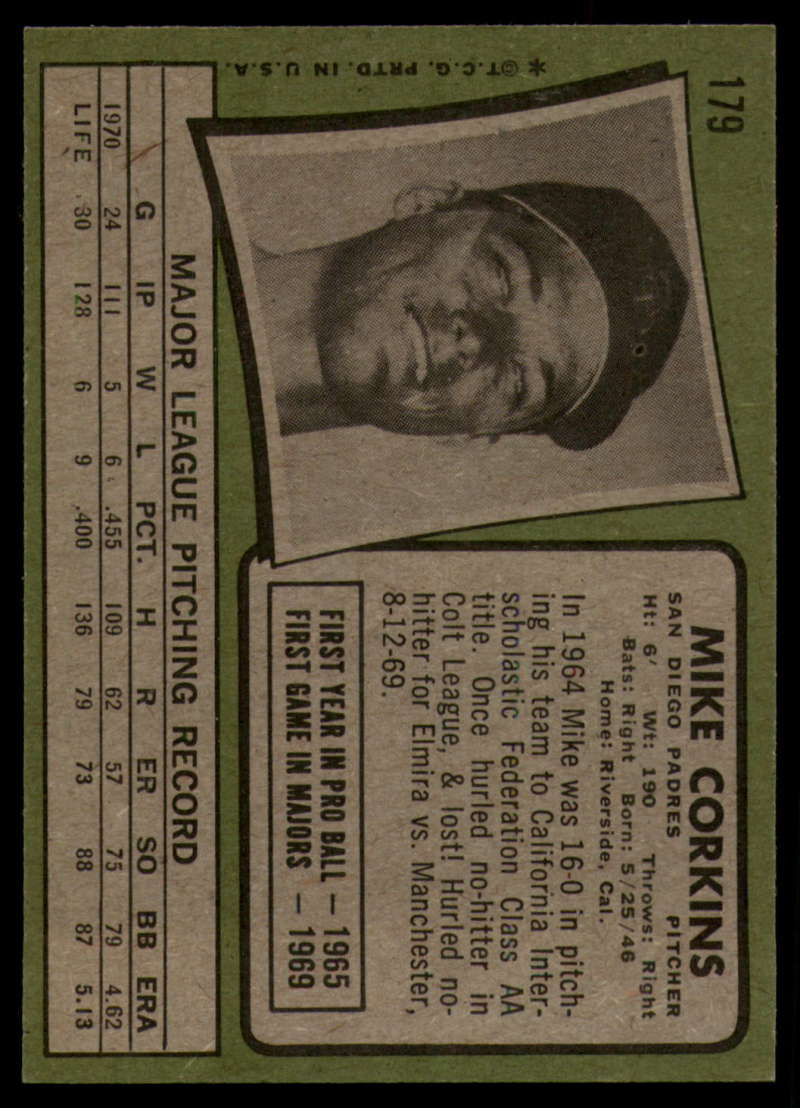 179
MIKE CORKINS
SAN DIEGO PADRES PITCHER
Ht: 6' Wt: 190 Throws: Right
Bats: Right Born: 5/25/46
Home: Riverside, Cal.
In 1964 Mike was 16-0 in pitch-
ing his team to California Inter-
scholastic Federation Class AA
title. Once hurled no-hitter in
Colt League, & lost! Hurled no-
hitter for Elmira vs. Manchester,
8-12-69.
FIRST YEAR IN PRO BALL — 1965
FIRST GAME IN MAJORS — 1969
MAJOR LEAGUE PITCHING RECORD
G IP W L PCT. H R ER SO BB ERA
1970 24 111 5 6 .455 109 62 57 75 79 4.62
LIFE 30 128 6 9 .400 136 79 73 88 87 5.13
* ©T.C.G. PRTD. IN U.S.A.